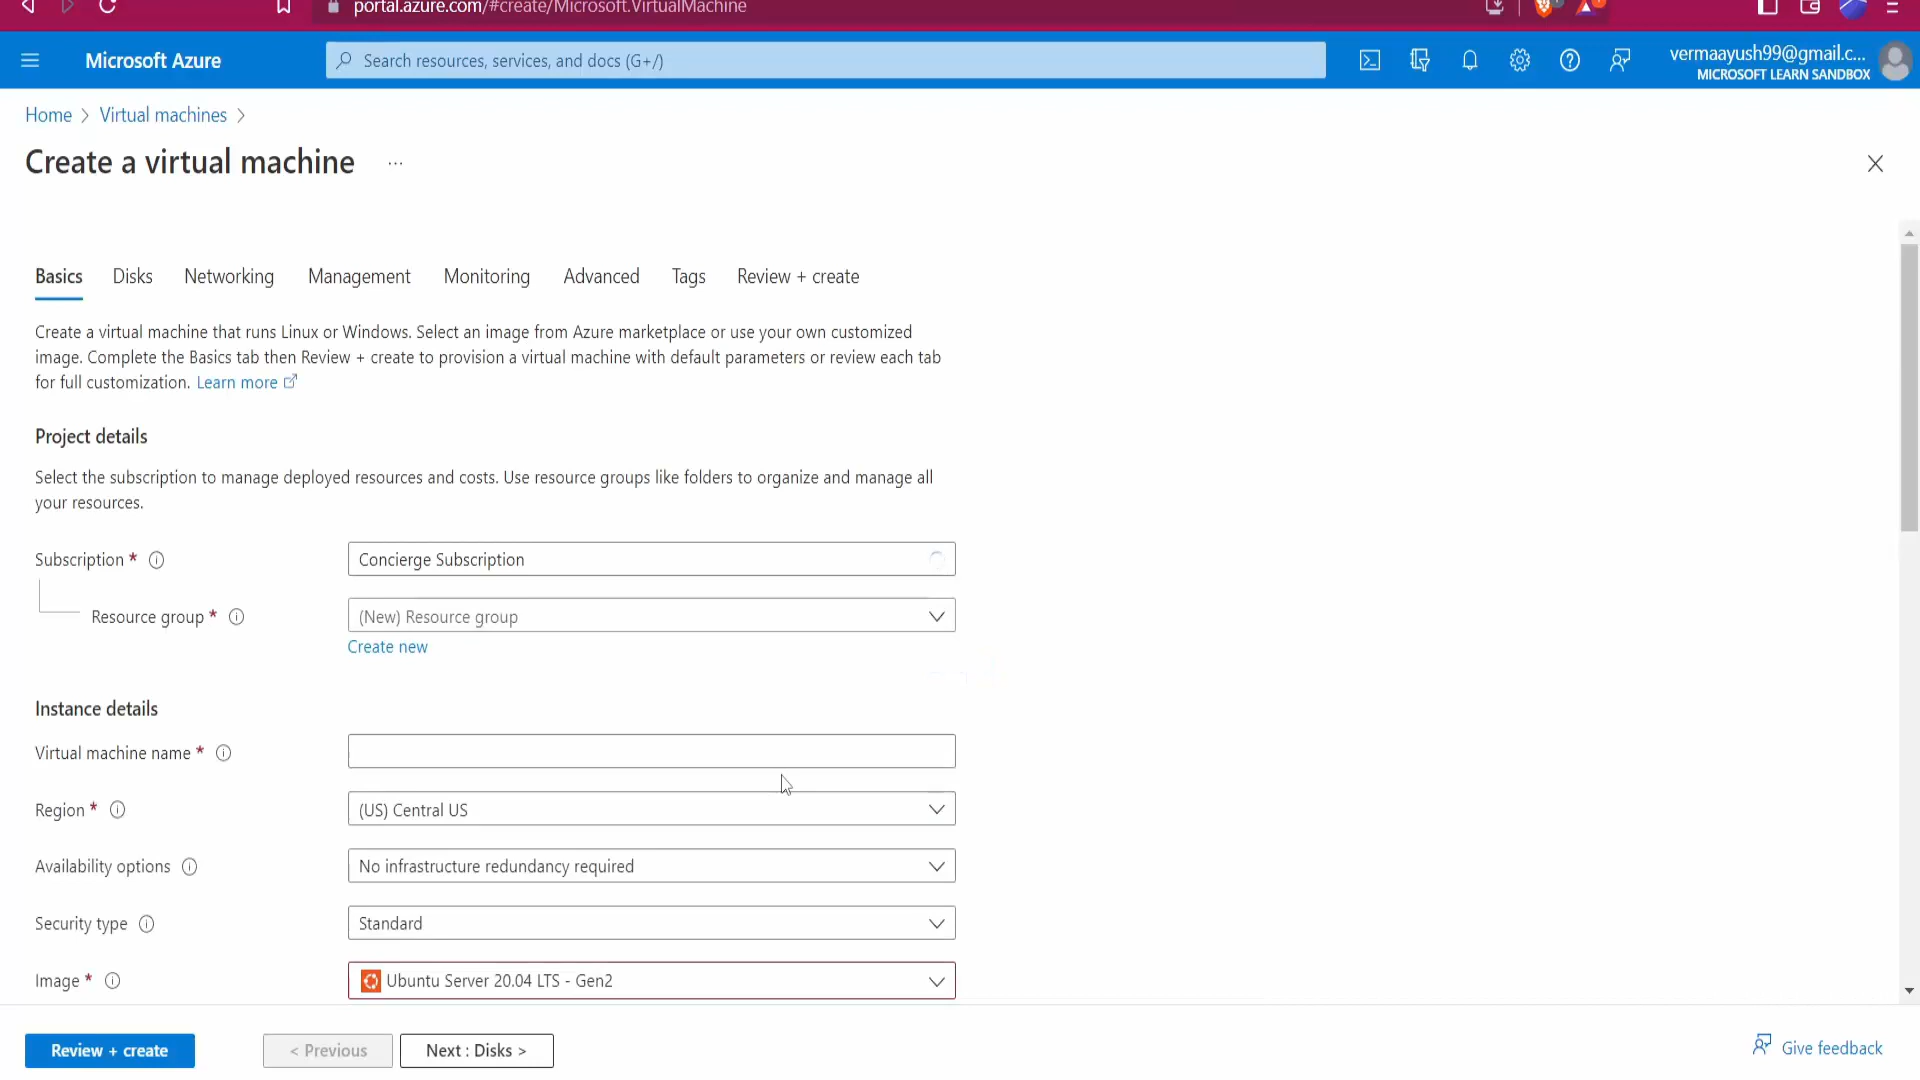 portal.azure.com/#create/Microsoft.VirtualMachine
Microsoft Azure
Search resources, services, and docs (G+/)
vermaayush99@gmail.c...
MICROSOFT LEARN SANDBOX
Home > Virtual machines >
Create a virtual machine ...
Basics Disks Networking Management Monitoring Advanced Tags Review + create
Create a virtual machine that runs Linux or Windows. Select an image from Azure marketplace or use your own customized
image. Complete the Basics tab then Review + create to provision a virtual machine with default parameters or review each tab
for full customization. Learn more
Project details
Select the subscription to manage deployed resources and costs. Use resource groups like folders to organize and manage all
your resources.
Subscription * Concierge Subscription
Resource group * (New) Resource group
Create new
Instance details
Virtual machine name *
Region * (US) Central US
Availability options No infrastructure redundancy required
Security type Standard
Image * Ubuntu Server 20.04 LTS - Gen2
Review + create < Previous Next : Disks > Give feedback